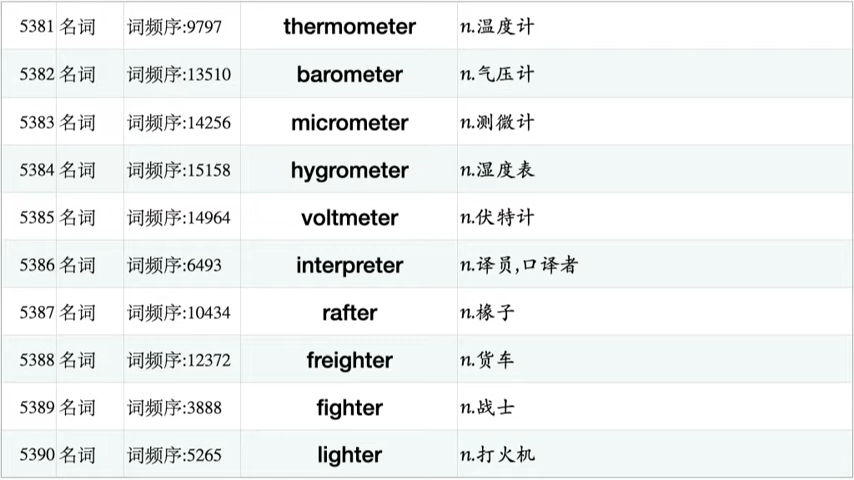 5381 名词 词频序:9797 thermometer n.温度计
5382 名词 词频序:13510 barometer n.气压计
5383 名词 词频序:14256 micrometer n.测微计
5384 名词 词频序:15158 hygrometer n.湿度表
5385 名词 词频序:14964 voltmeter n.伏特计
5386 名词 词频序:6493 interpreter n.译员,口译者
5387 名词 词频序:10434 rafter n.椽子
5388 名词 词频序:12372 freighter n.货车
5389 名词 词频序:3888 fighter n.战士
5390 名词 词频序:5265 lighter n.打火机